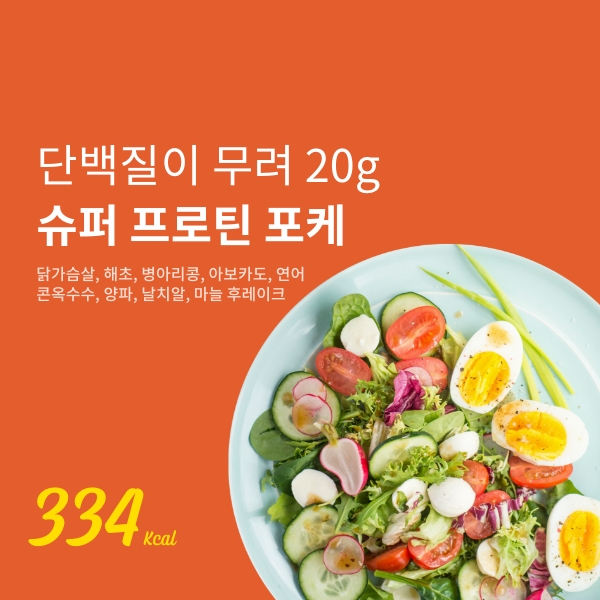 단백질이 무려 20g
슈퍼 프로틴 포케
닭가슴살, 해초, 병아리콩, 아보카도, 연어
콘옥수수, 양파, 날치알, 마늘 후레이크
334 Kcal